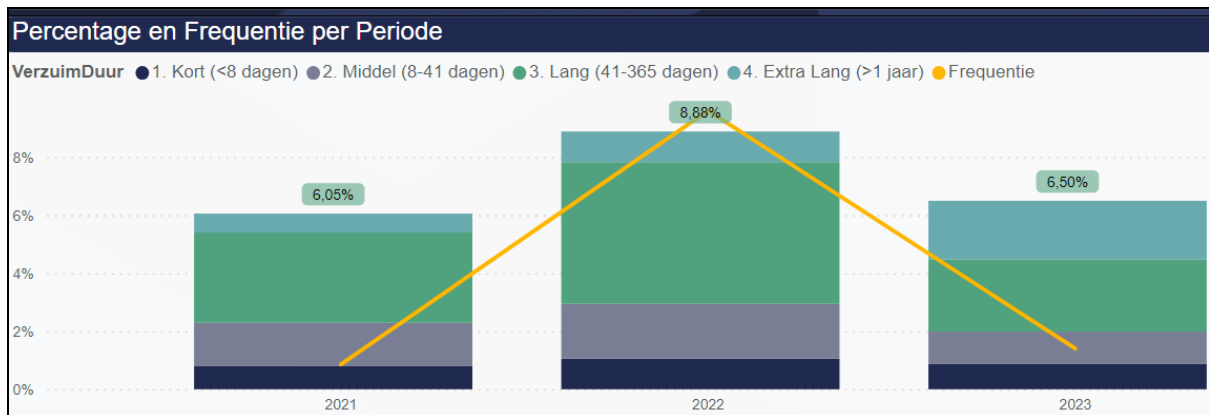 Percentage en Frequentie per Periode
VerzuimDuur 1. Kort (<8 dagen) 2. Middel (8-41 dagen) 3. Lang (41-365 dagen) 4. Extra Lang (>1 jaar) Frequentie
8,88%
8%
6,05%
6,50%
6%
4%
2%
0%
2021 2022 2023